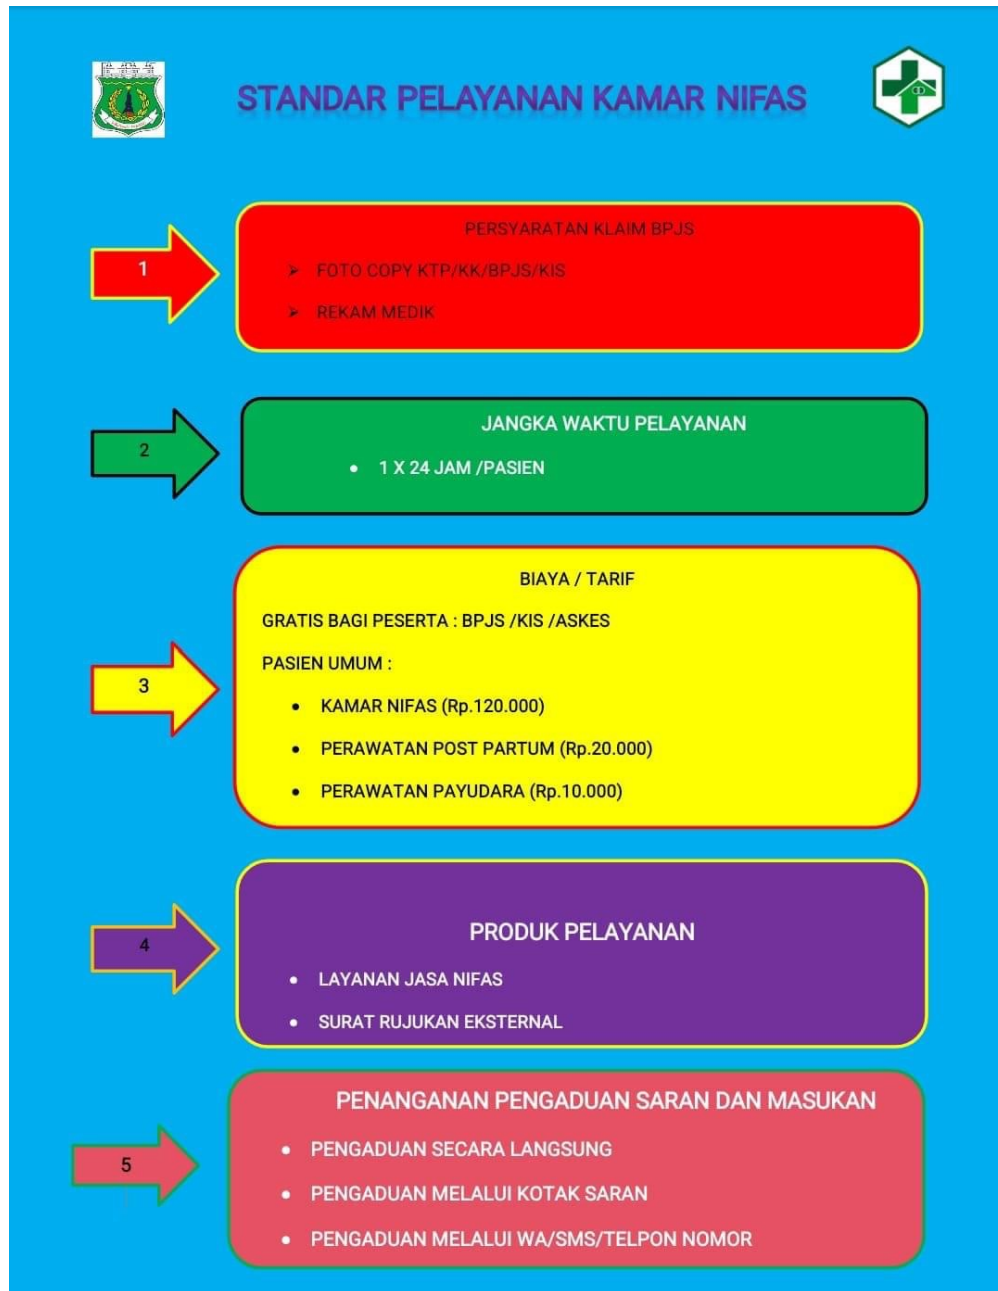 STANDAR PELAYANAN KAMAR NIFAS
1
PERSYARATAN KLAIM BPJS
➢ FOTO COPY KTP/KK/BPJS/KIS
➢ REKAM MEDIK
2
JANGKA WAKTU PELAYANAN
• 1 X 24 JAM /PASIEN
3
BIAYA / TARIF
GRATIS BAGI PESERTA : BPJS /KIS /ASKES
PASIEN UMUM :
• KAMAR NIFAS (Rp.120.000)
• PERAWATAN POST PARTUM (Rp.20.000)
• PERAWATAN PAYUDARA (Rp.10.000)
4
PRODUK PELAYANAN
• LAYANAN JASA NIFAS
• SURAT RUJUKAN EKSTERNAL
5
PENANGANAN PENGADUAN SARAN DAN MASUKAN
• PENGADUAN SECARA LANGSUNG
• PENGADUAN MELALUI KOTAK SARAN
• PENGADUAN MELALUI WA/SMS/TELPON NOMOR